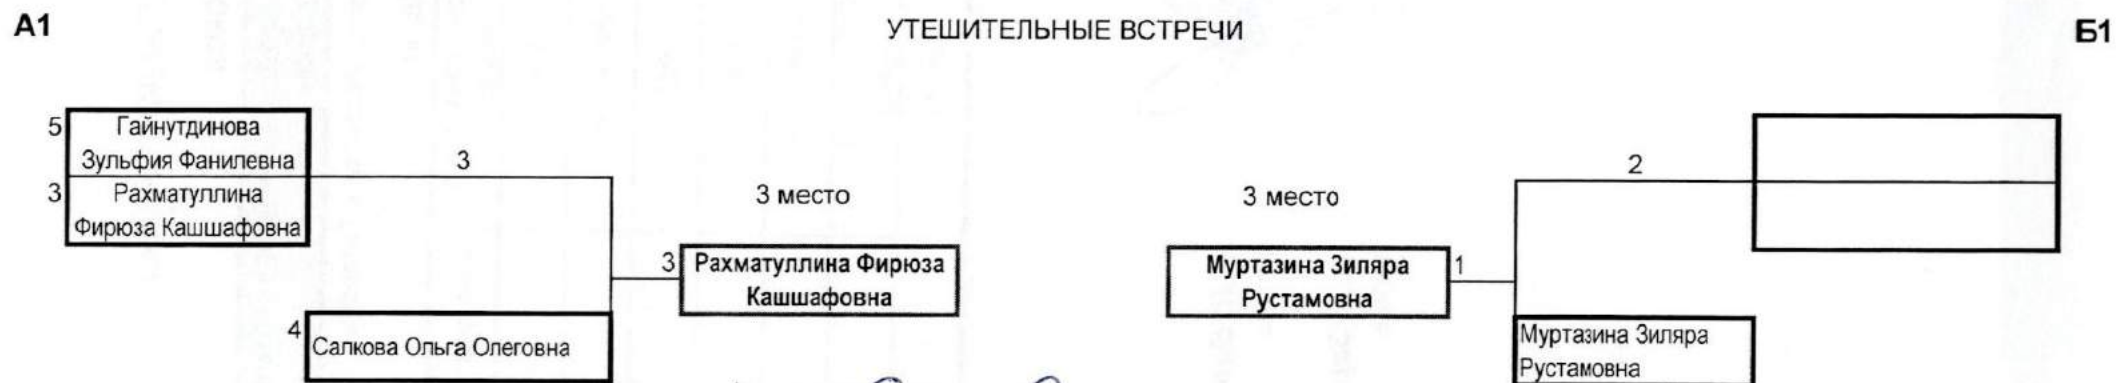 А1
УТЕШИТЕЛЬНЫЕ ВСТРЕЧИ
Б1
5
Гайнутдинова
Зульфия Фанилевна
3
Рахматуллина
Фирюза Кашшафовна
3
3 место
3
Рахматуллина Фирюза
Кашшафовна
4
Салкова Ольга Олеговна
3 место
Муртазина Зиляра
Рустамовна
1
2
Муртазина Зиляра
Рустамовна